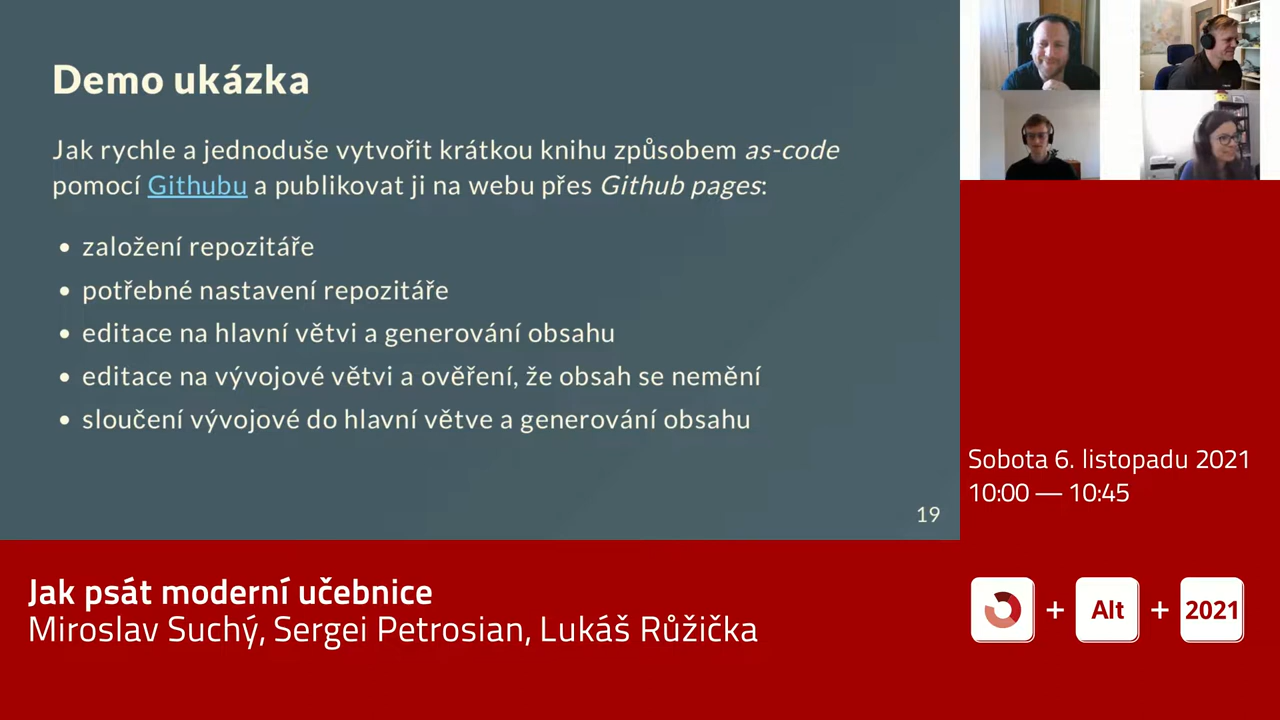 Demo ukázka
Jak rychle a jednoduše vytvořit krátkou knihu způsobem as-code
pomocí Githubu a publikovat ji na webu přes Github pages:
• založení repozitáře
• potřebné nastavení repozitáře
• editace na hlavní větvi a generování obsahu
• editace na vývojové větvi a ověření, že obsah se nemění
• sloučení vývojové do hlavní větve a generování obsahu
19
Sobota 6. listopadu 2021
10:00 — 10:45
Jak psát moderní učebnice
Miroslav Suchý, Sergei Petrosian, Lukáš Růžička
+ Alt + 2021